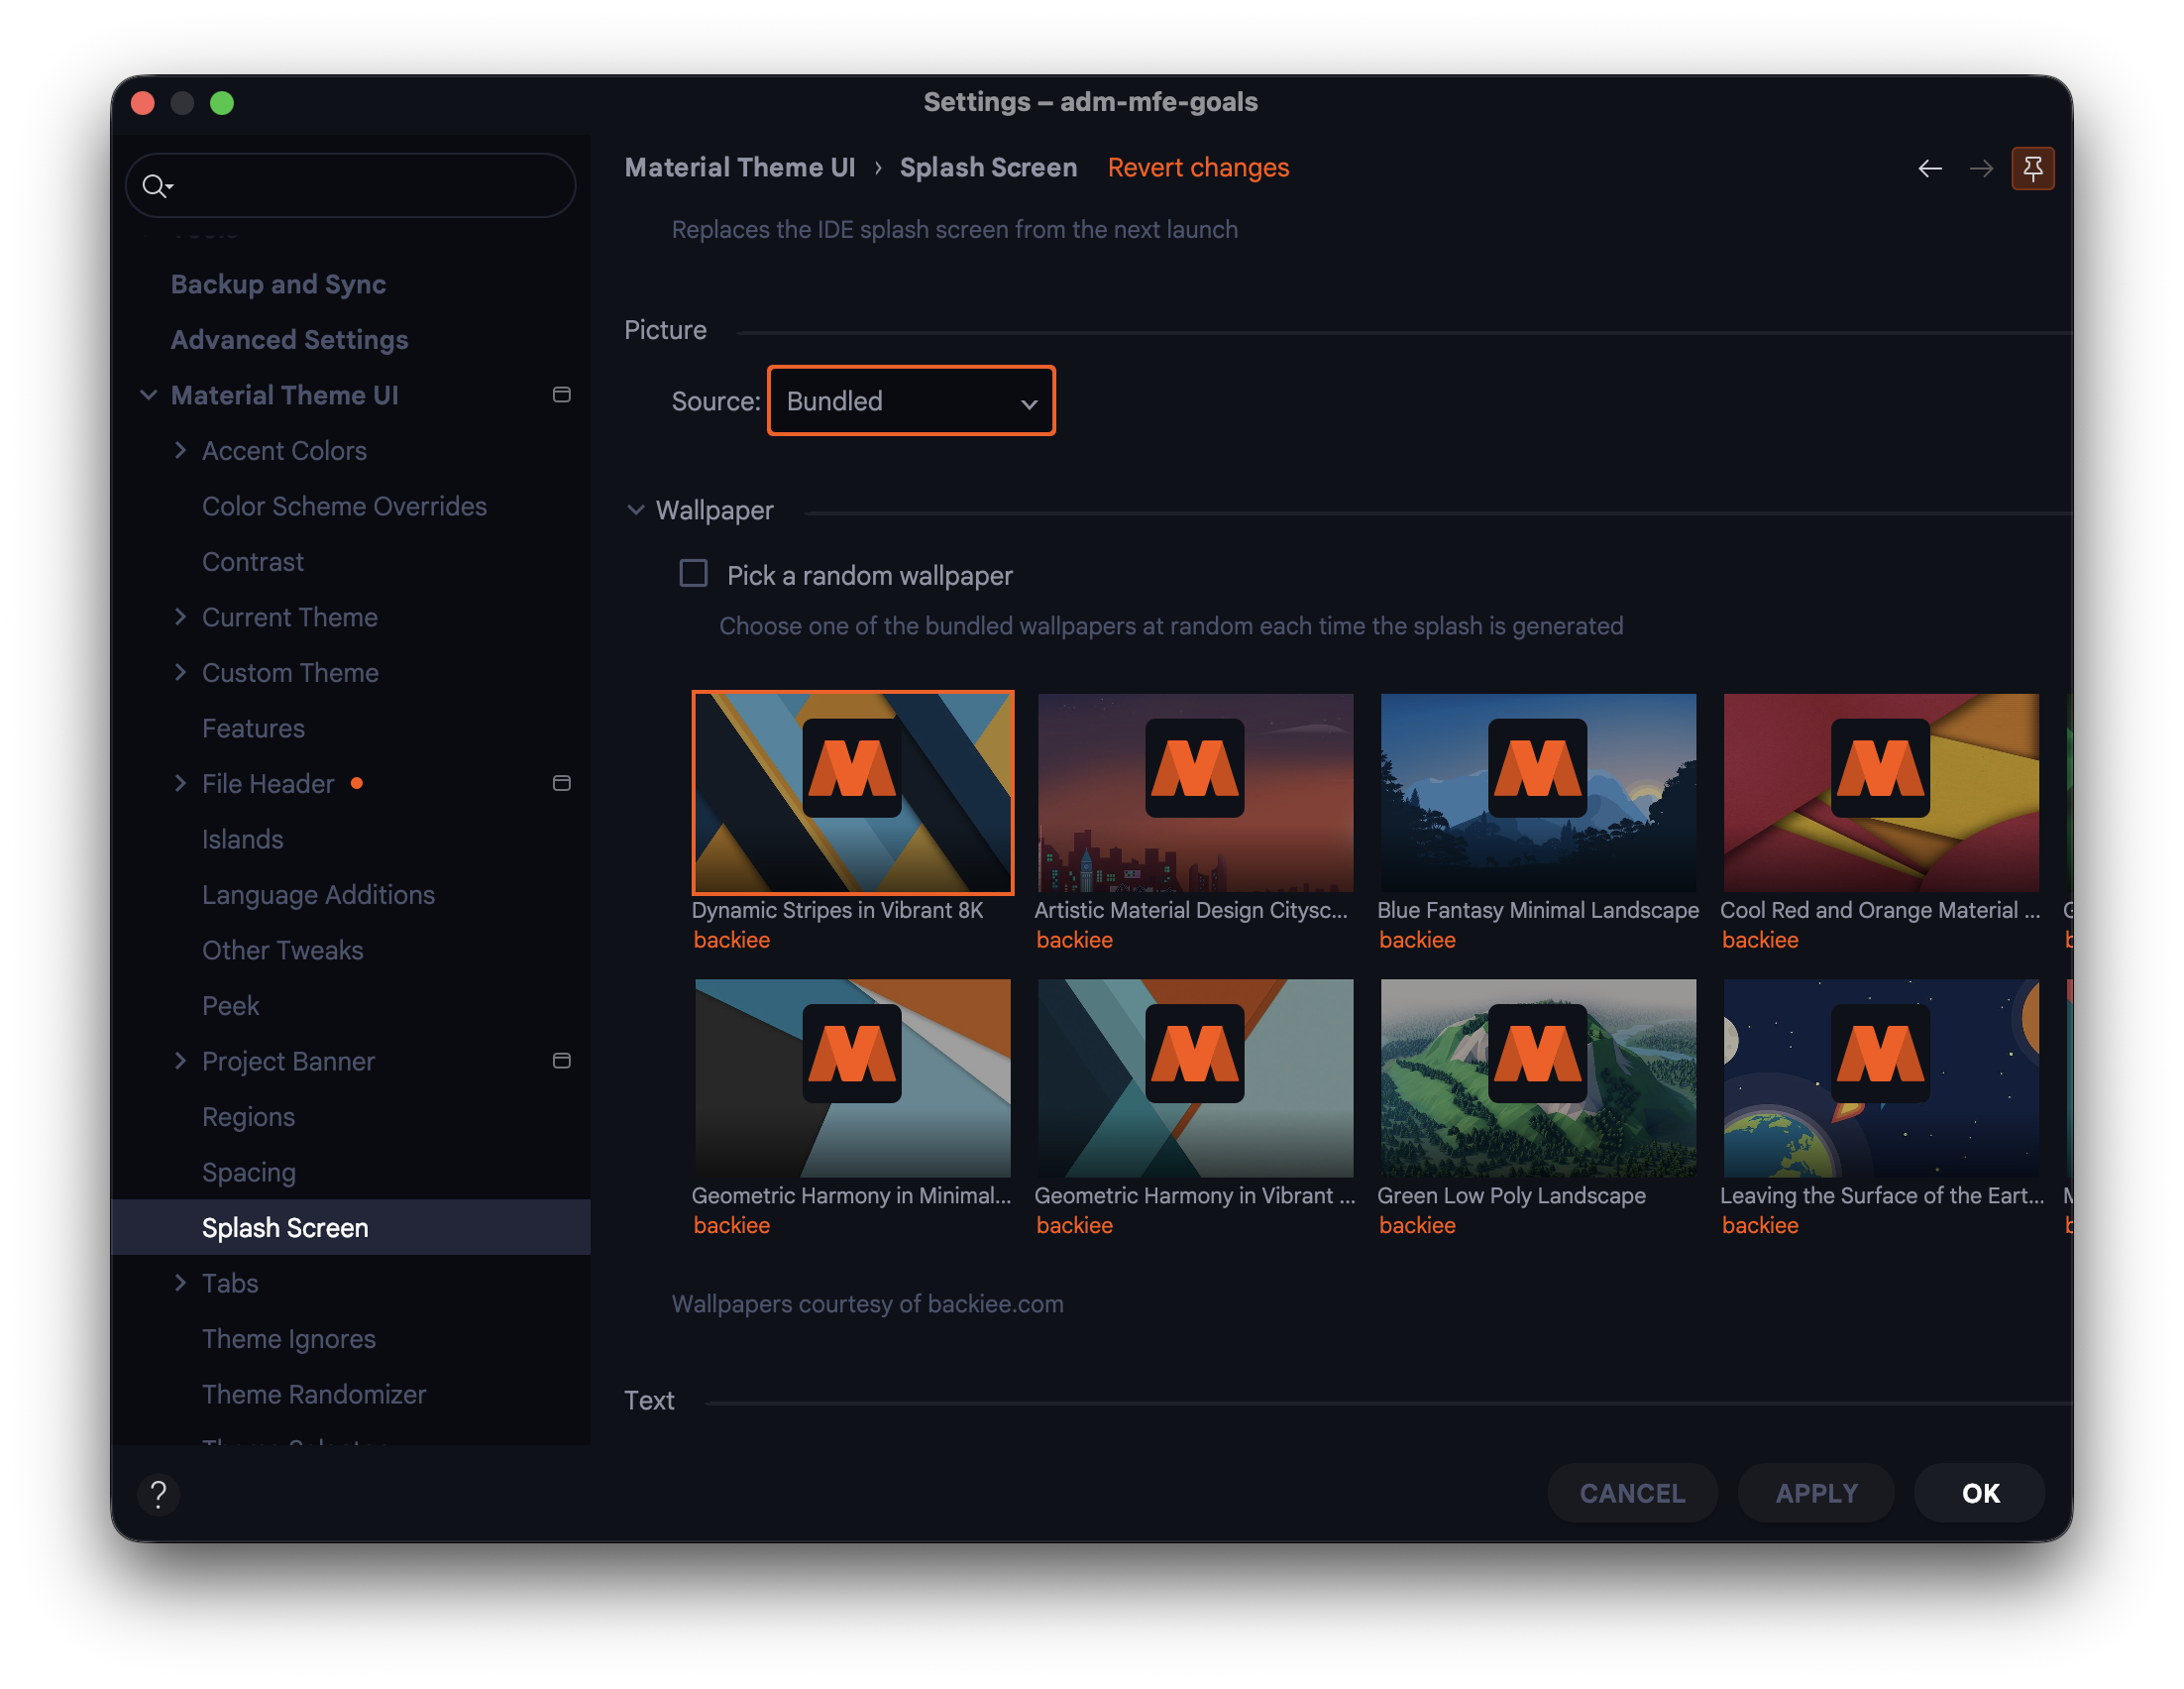 Settings – adm-mfe-goals
Material Theme UI › Splash Screen Revert changes
Replaces the IDE splash screen from the next launch
Backup and Sync
Advanced Settings
Material Theme UI
Accent Colors
Color Scheme Overrides
Contrast
Current Theme
Custom Theme
Features
File Header
Islands
Language Additions
Other Tweaks
Peek
Project Banner
Regions
Spacing
Splash Screen
Tabs
Theme Ignores
Theme Randomizer
Picture
Source: Bundled
Wallpaper
Pick a random wallpaper
Choose one of the bundled wallpapers at random each time the splash is generated
Dynamic Stripes in Vibrant 8K
backiee
Artistic Material Design Citysc...
backiee
Blue Fantasy Minimal Landscape
backiee
Cool Red and Orange Material ...
backiee
Geometric Harmony in Minimal...
backiee
Geometric Harmony in Vibrant ...
backiee
Green Low Poly Landscape
backiee
Leaving the Surface of the Eart...
backiee
Wallpapers courtesy of backiee.com
Text
?
CANCEL
APPLY
OK